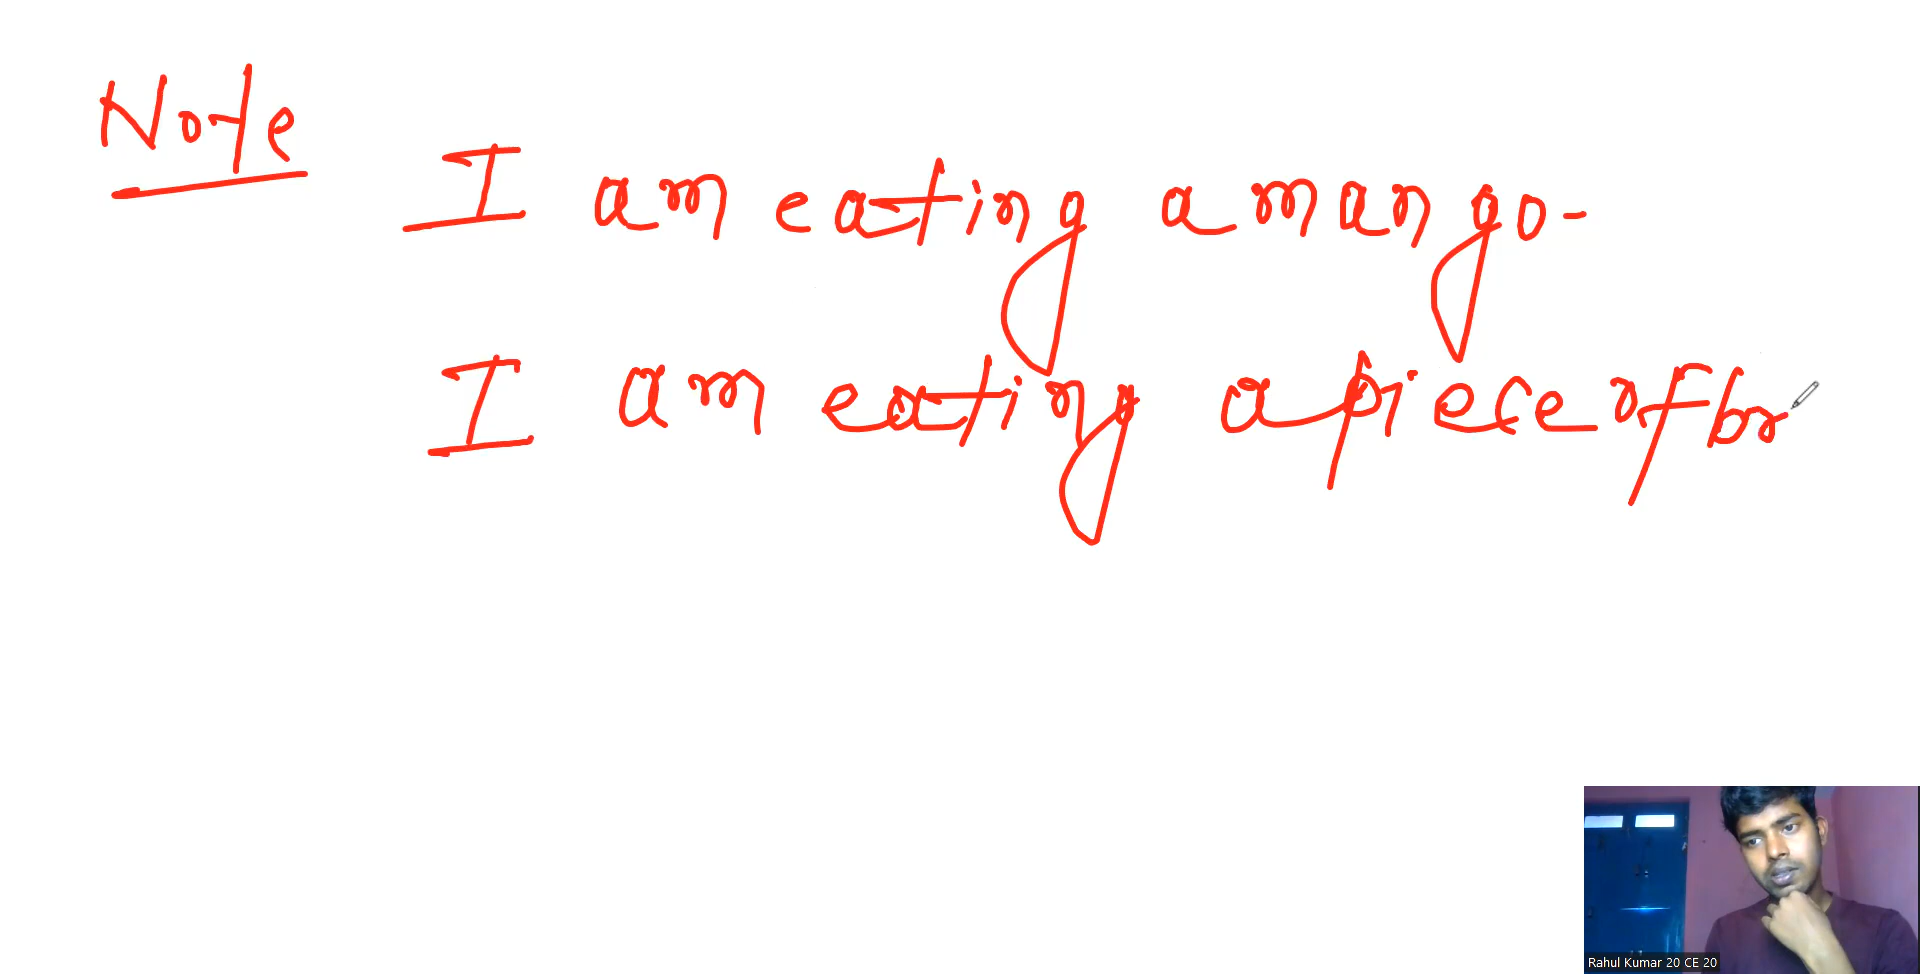 Note
I am eating a mango-
I am eating a piece of br
Rahul Kumar 20 CE 20